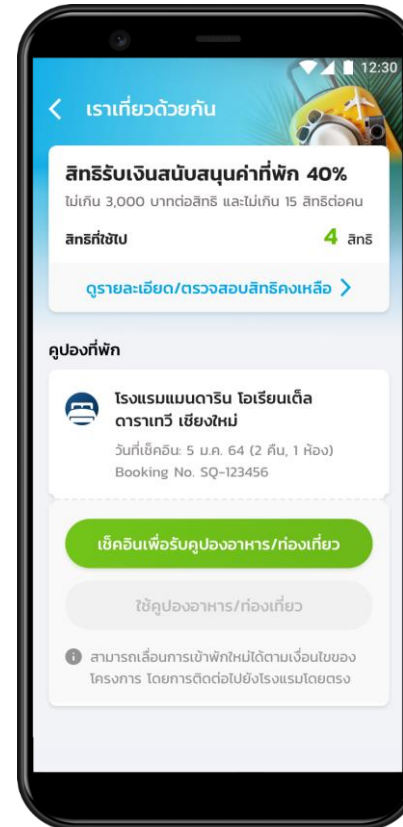 12:30
เราเที่ยวด้วยกัน
สิทธิรับเงินสนับสนุนค่าที่พัก 40%
ไม่เกิน 3,000 บาทต่อสิทธิ และไม่เกิน 15 สิทธิต่อคน
สิทธิที่ใช้ไป 4 สิทธิ
ดูรายละเอียด/ตรวจสอบสิทธิคงเหลือ
คูปองที่พัก
โรงแรมแมนดาริน โอเรียนเต็ล
ดาราเทวี เชียงใหม่
วันที่เช็คอิน: 5 ม.ค. 64 (2 คืน, 1 ห้อง)
Booking No. SQ-123456
เช็คอินเพื่อรับคูปองอาหาร/ท่องเที่ยว
ใช้คูปองอาหาร/ท่องเที่ยว
สามารถเลื่อนการเข้าพักใหม่ได้ตามเงื่อนไขของ
โครงการ โดยการติดต่อไปยังโรงแรมโดยตรง